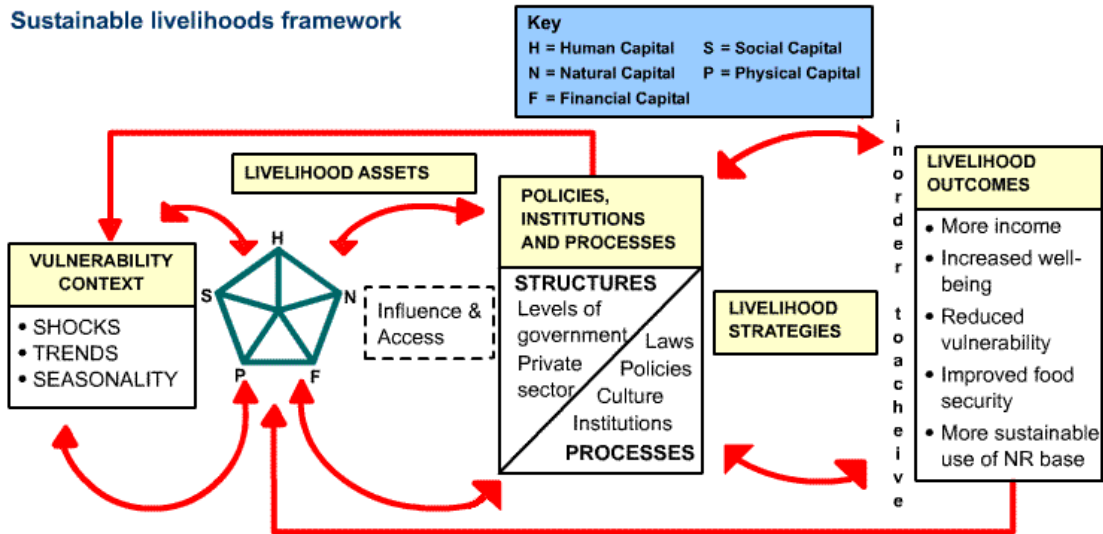 Sustainable livelihoods framework
Key
H = Human Capital S = Social Capital
N = Natural Capital P = Physical Capital
F = Financial Capital
LIVELIHOOD ASSETS
H
S
N
P
F
VULNERABILITY
CONTEXT
• SHOCKS
• TRENDS
• SEASONALITY
Influence &
Access
POLICIES,
INSTITUTIONS
AND PROCESSES
STRUCTURES
Levels of
government
Private
sector
Laws
Policies
Culture
Institutions
PROCESSES
LIVELIHOOD
STRATEGIES
inorder toacheive
LIVELIHOOD
OUTCOMES
• More income
• Increased well-
being
• Reduced
vulnerability
• Improved food
security
• More sustainable
use of NR base